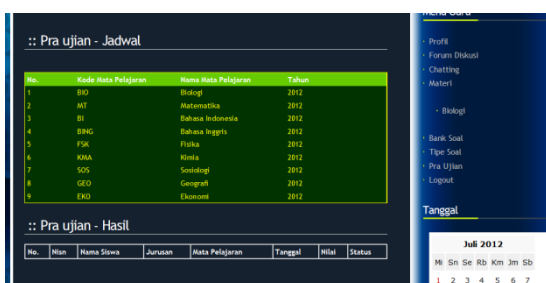 Menu Guru
:: Pra ujian - Jadwal
No. Kode Mata Pelajaran Nama Mata Pelajaran Tahun
1 BIO Biologi 2012
2 MT Matematika 2012
3 BI Bahasa Indonesia 2012
4 BING Bahasa Inggris 2012
5 FSK Fisika 2012
6 KMA Kimia 2012
7 SOS Sosiologi 2012
8 GEO Geografi 2012
9 EKO Ekonomi 2012
:: Pra ujian - Hasil
No. Nisn Nama Siswa Jurusan Mata Pelajaran Tanggal Nilai Status
· Profil
· Forum Diskusi
· Chatting
· Materi
· Biologi
· Bank Soal
· Tipe Soal
· Pra Ujian
· Logout
Tanggal
Juli 2012
Mi Sn Se Rb Km Jm Sb
1 2 3 4 5 6 7